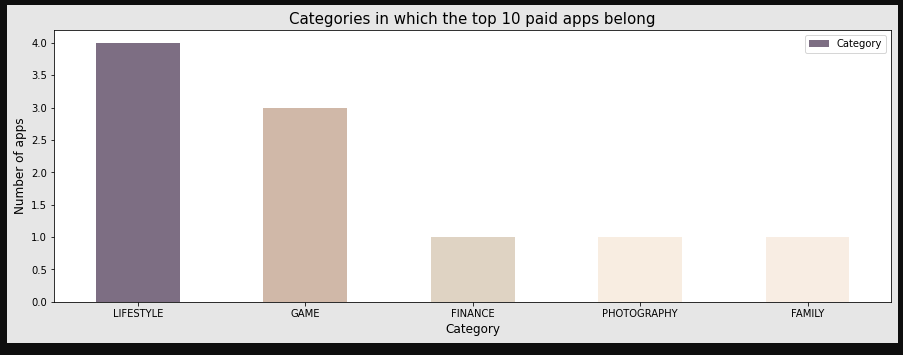 Categories in which the top 10 paid apps belong
Category
4.0
3.5
3.0
2.5
2.0
1.5
1.0
0.5
0.0
Number of apps
LIFESTYLE GAME FINANCE PHOTOGRAPHY FAMILY
Category